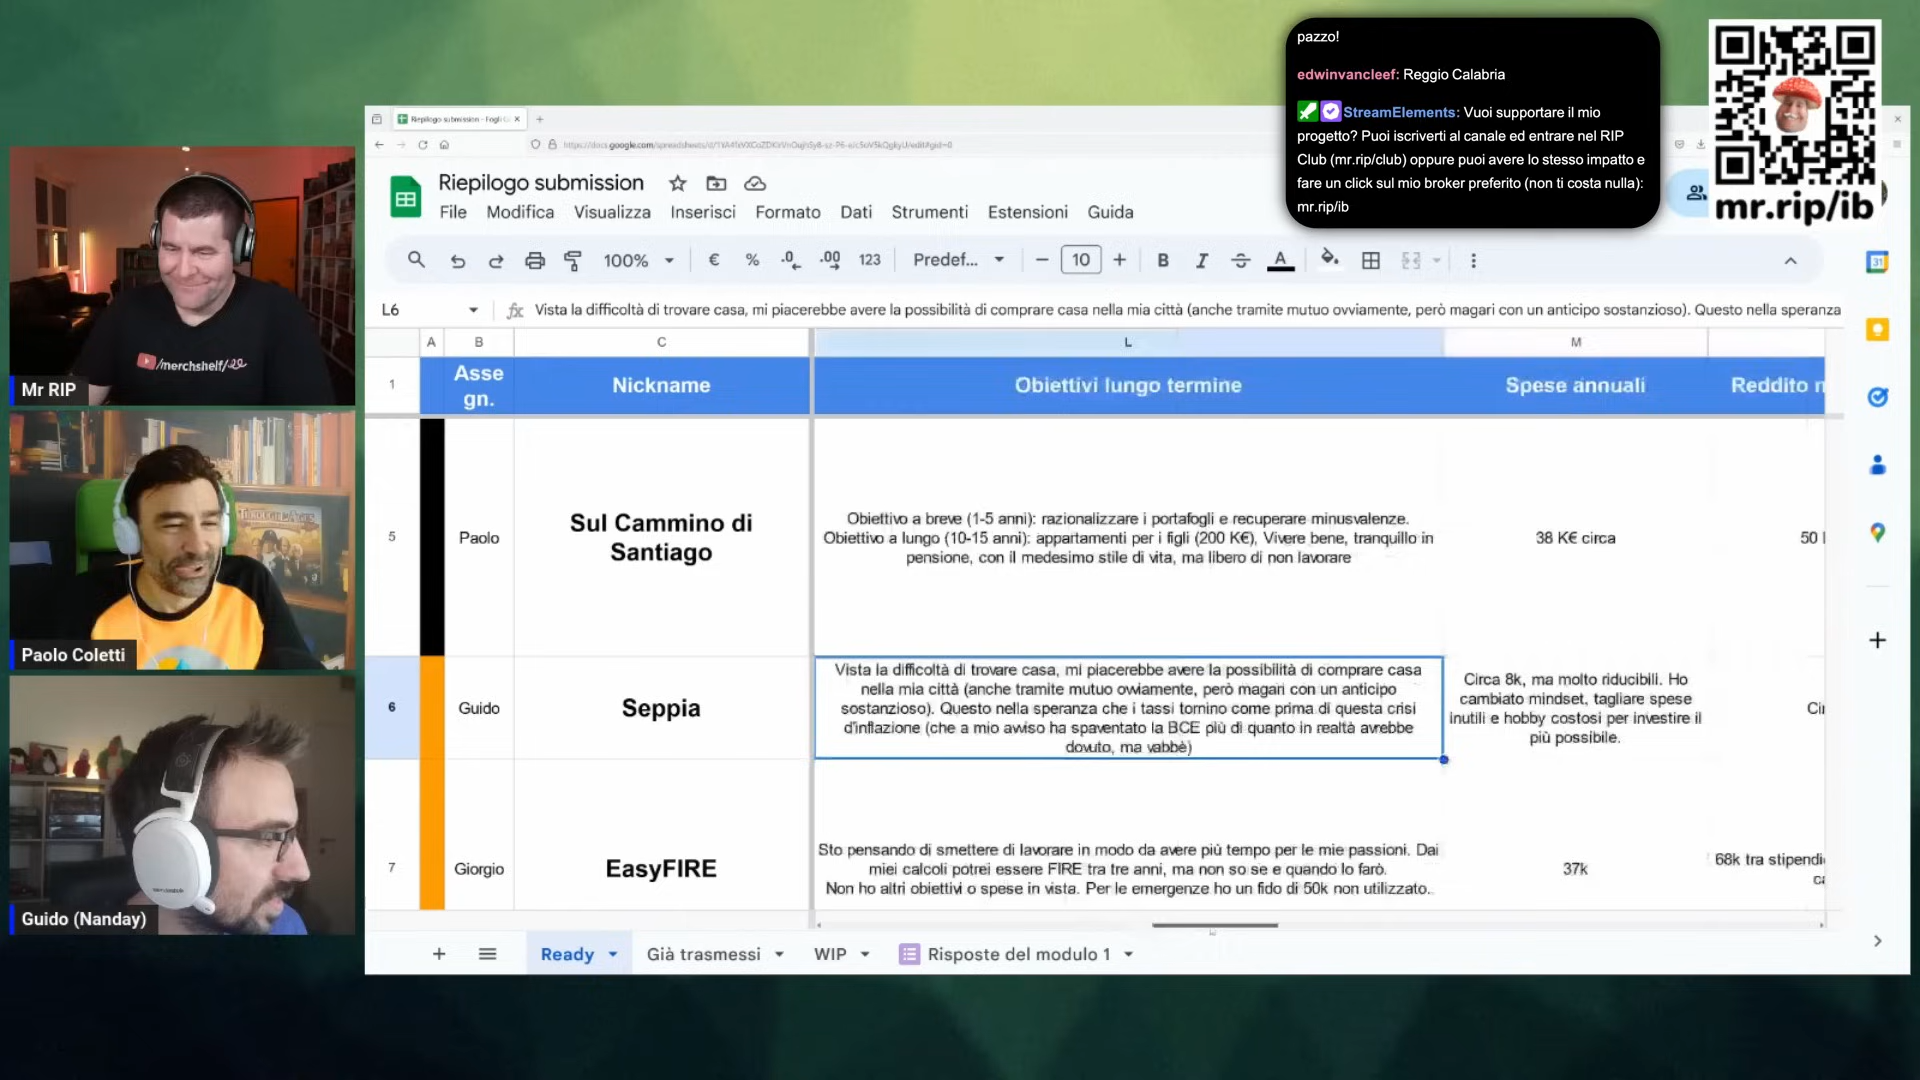 pazzo!
edwinvancleef: Reggio Calabria
StreamElements: Vuoi supportare il mio
progetto? Puoi iscriverti al canale ed entrare nel RIP
Club (mr.rip/club) oppure puoi avere lo stesso impatto e
fare un click sul mio broker preferito (non ti costa nulla):
mr.rip/ib
mr.rip/ib
Riepilogo submission
File Modifica Visualizza Inserisci Formato Dati Strumenti Estensioni Guida
100% € % .0 .00 123 Predef... 10 B I A
L6 fx Vista la difficoltà di trovare casa, mi piacerebbe avere la possibilità di comprare casa nella mia città (anche tramite mutuo ovviamente, però magari con un anticipo sostanzioso). Questo nella speranza
A B C L M
1 Asse gn. Nickname Obiettivi lungo termine Spese annuali Reddito n
5 Paolo Sul Cammino di
Santiago
Obiettivo a breve (1-5 anni): razionalizzare i portafogli e recuperare minusvalenze.
Obiettivo a lungo (10-15 anni): appartamenti per i figli (200 K€), Vivere bene, tranquillo in
pensione, con il medesimo stile di vita, ma libero di non lavorare
38 K€ circa
50
6 Guido Seppia
Vista la difficoltà di trovare casa, mi piacerebbe avere la possibilità di comprare casa
nella mia città (anche tramite mutuo ovviamente, però magari con un anticipo
sostanzioso). Questo nella speranza che i tassi tornino come prima di questa crisi
d'inflazione (che a mio avviso ha spaventato la BCE più di quanto in realtà avrebbe
dovuto, ma vabbè)
Circa 8k, ma molto riducibili. Ho
cambiato mindset, tagliare spese
inutili e hobby costosi per investire il
più possibile.
Cir
7 Giorgio EasyFIRE
Sto pensando di smettere di lavorare in modo da avere più tempo per le mie passioni. Dai
miei calcoli potrei essere FIRE tra tre anni, ma non so se e quando lo farò.
Non ho altri obiettivi o spese in vista. Per le emergenze ho un fido di 50k non utilizzato.
37k
68k tra stipendi
Ready Già trasmessi WIP Risposte del modulo 1
/merchshelf/
Mr RIP
Paolo Coletti
Guido (Nanday)
31